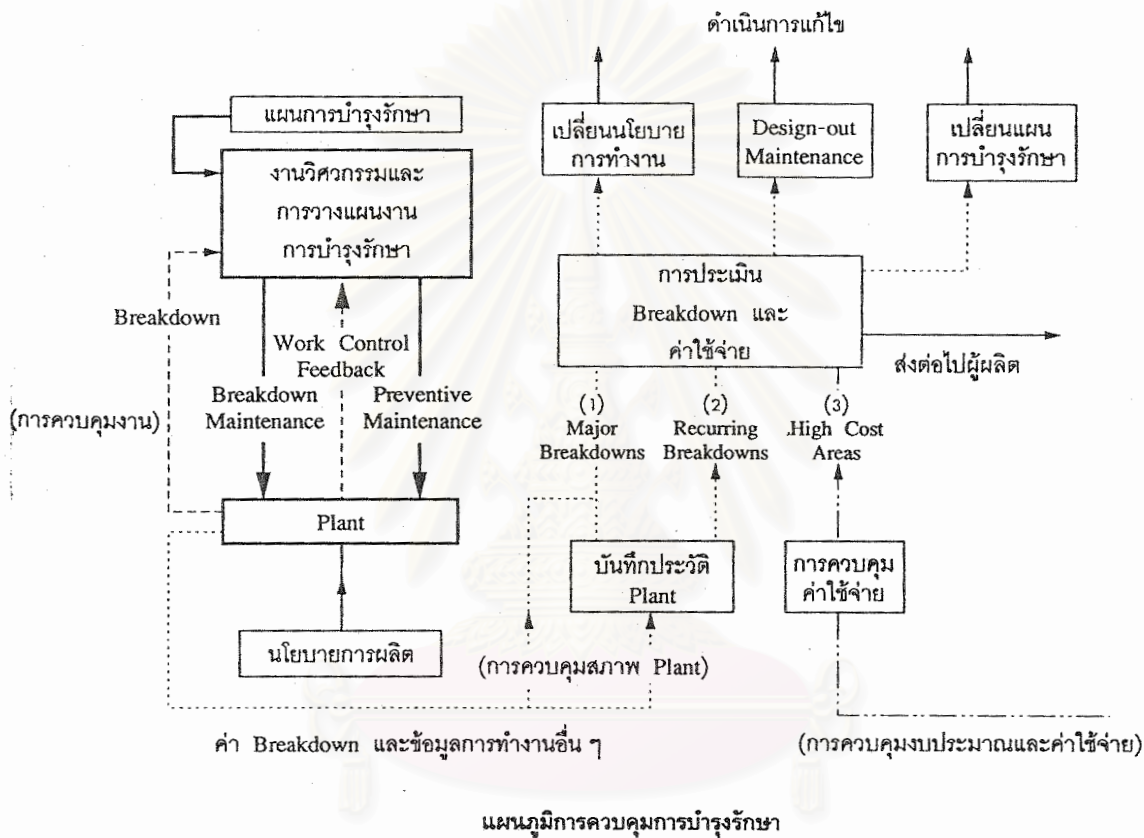 ดำเนินการแก้ไข
แผนการบำรุงรักษา
เปลี่ยนนโยบาย
การทำงาน
Design-out
Maintenance
เปลี่ยนแผน
การบำรุงรักษา
งานวิศวกรรมและ
การวางแผนงาน
การบำรุงรักษา
การประเมิน
Breakdown และ
ค่าใช้จ่าย
ส่งต่อไปผู้ผลิต
Breakdown
Work Control
Feedback
(การควบคุมงาน)
Breakdown
Maintenance
Preventive
Maintenance
(1)
Major
Breakdowns
(2)
Recurring
Breakdowns
(3)
High Cost
Areas
Plant
บันทึกประวัติ
Plant
การควบคุม
ค่าใช้จ่าย
นโยบายการผลิต
(การควบคุมสภาพ Plant)
ค่า Breakdown และข้อมูลการทำงานอื่น ๆ
(การควบคุมงบประมาณและค่าใช้จ่าย)
แผนภูมิการควบคุมการบำรุงรักษา